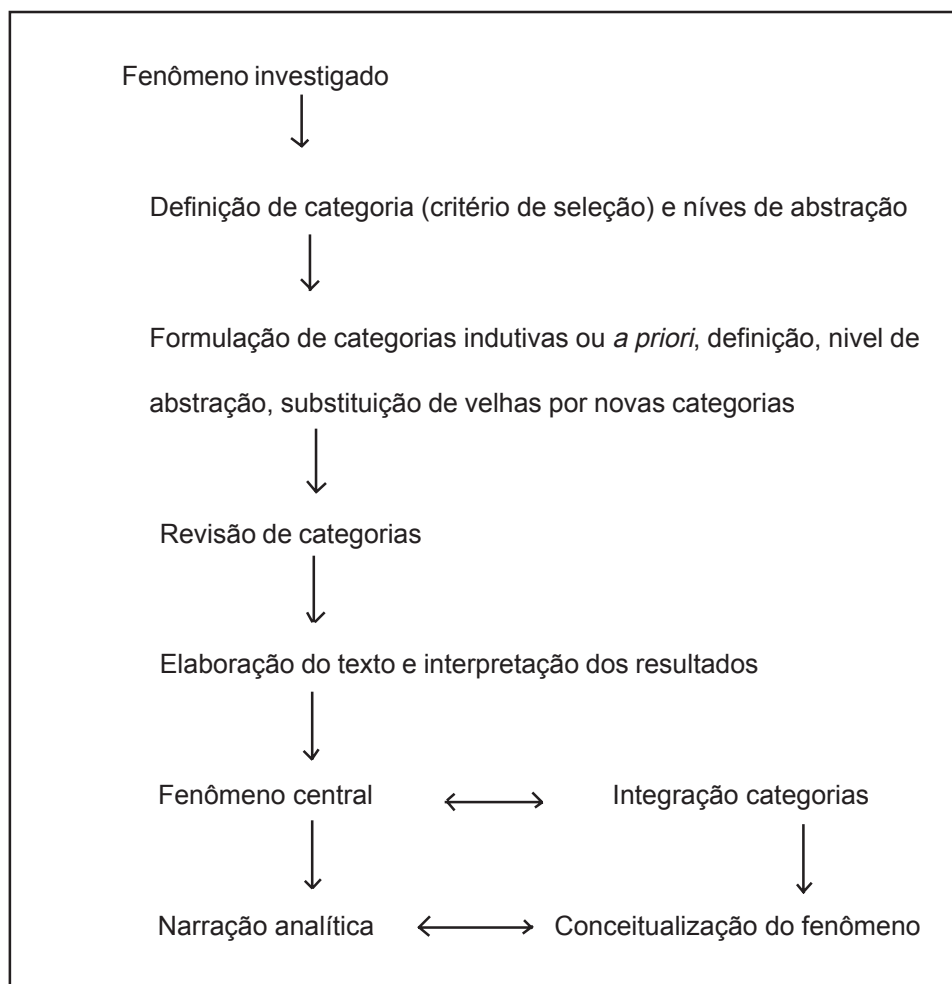 Fenômeno investigado
Definição de categoria (critério de seleção) e níves de abstração
Formulação de categorias indutivas ou a priori, definição, nivel de
abstração, substituição de velhas por novas categorias
Revisão de categorias
Elaboração do texto e interpretação dos resultados
Fenômeno central
Integração categorias
Narração analítica
Conceitualização do fenômeno